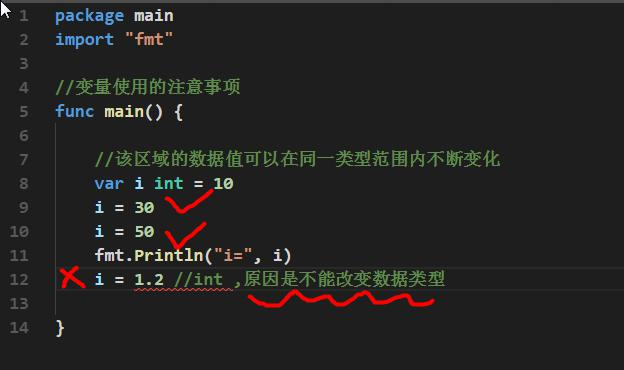 1 package main
2 import "fmt"
3
4 //变量使用的注意事项
5 func main() {
6
7 //该区域的数据值可以在同一类型范围内不断变化
8 var i int = 10
9 i = 30
10 i = 50
11 fmt.Println("i=", i)
12 i = 1.2 //int ,原因是不能改变数据类型
13
14 }